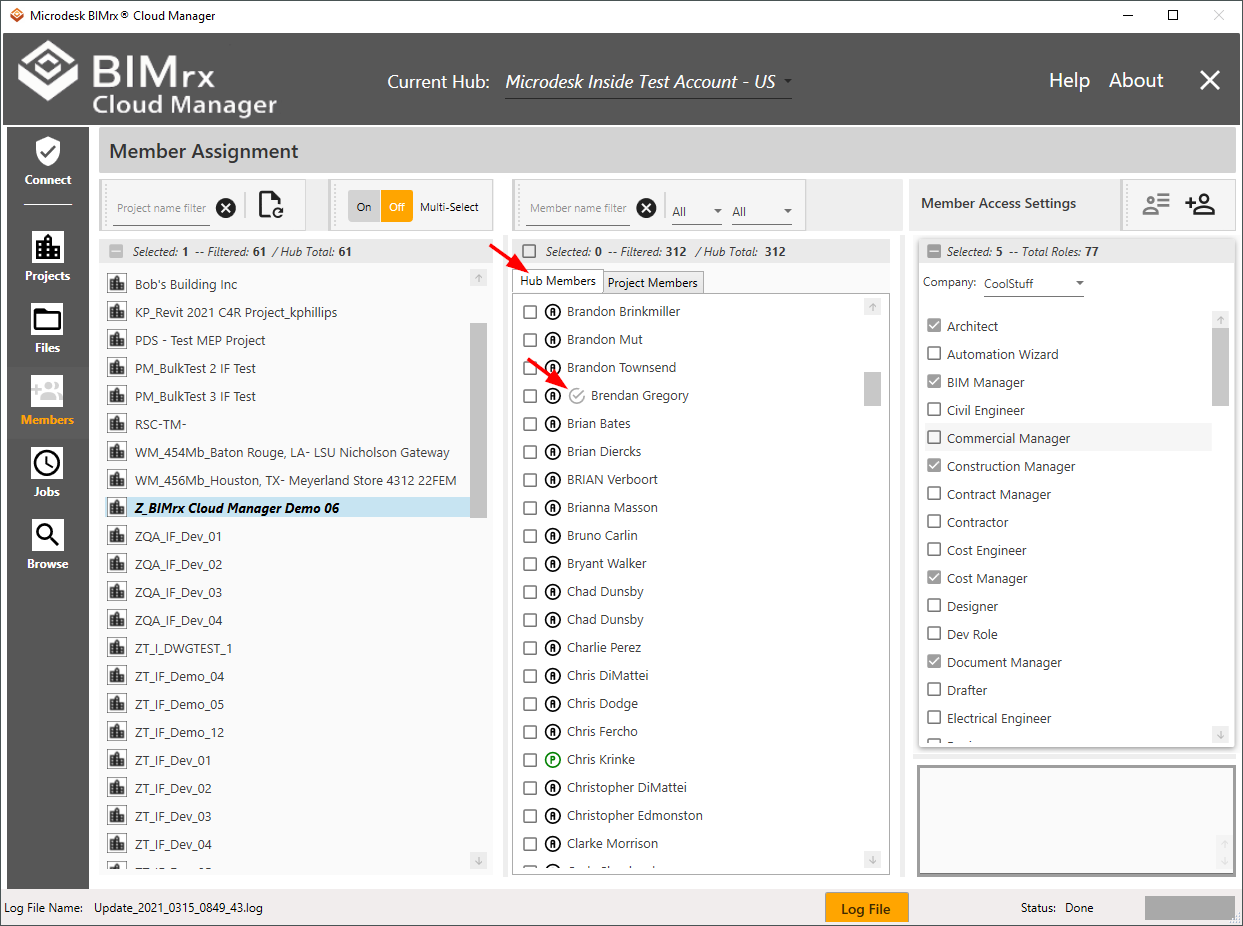 Microdesk BIMrx® Cloud Manager
BIMrx
Cloud Manager
Current Hub: Microdesk Inside Test Account - US
Help About
Connect
Projects
Files
Members
Jobs
Browse
Member Assignment
Project name filter
On Off Multi-Select
Selected: 1 -- Filtered: 61 / Hub Total: 61
Bob's Building Inc
KP_Revit 2021 C4R Project_kphillips
PDS - Test MEP Project
PM_BulkTest 2 IF Test
PM_BulkTest 3 IF Test
RSC-TM-
WM_454Mb_Baton Rouge, LA- LSU Nicholson Gateway
WM_456Mb_Houston, TX- Meyerland Store 4312 22FEM
Z_BIMrx Cloud Manager Demo 06
ZQA_IF_Dev_01
ZQA_IF_Dev_02
ZQA_IF_Dev_03
ZQA_IF_Dev_04
ZT_I_DWGTEST_1
ZT_IF_Demo_04
ZT_IF_Demo_05
ZT_IF_Demo_12
ZT_IF_Dev_01
ZT_IF_Dev_02
ZT_IF_Dev_03
ZT_IF_Dev_04
Member name filter
All All
Selected: 0 -- Filtered: 312 / Hub Total: 312
Hub Members Project Members
A Brandon Brinkmiller
A Brandon Mut
A Brandon Townsend
A Brendan Gregory
A Brian Bates
A Brian Diercks
A BRIAN Verboort
A Brianna Masson
A Bruno Carlin
A Bryant Walker
A Chad Dunsby
A Chad Dunsby
A Charlie Perez
A Chris DiMattei
A Chris Dodge
A Chris Fercho
P Chris Krinke
A Christopher DiMattei
A Christopher Edmonston
A Clarke Morrison
Member Access Settings
Selected: 5 -- Total Roles: 77
Company: CoolStuff
Architect
Automation Wizard
BIM Manager
Civil Engineer
Commercial Manager
Construction Manager
Contract Manager
Contractor
Cost Engineer
Cost Manager
Designer
Dev Role
Document Manager
Drafter
Electrical Engineer
Log File Name: Update_2021_0315_0849_43.log
Log File
Status: Done